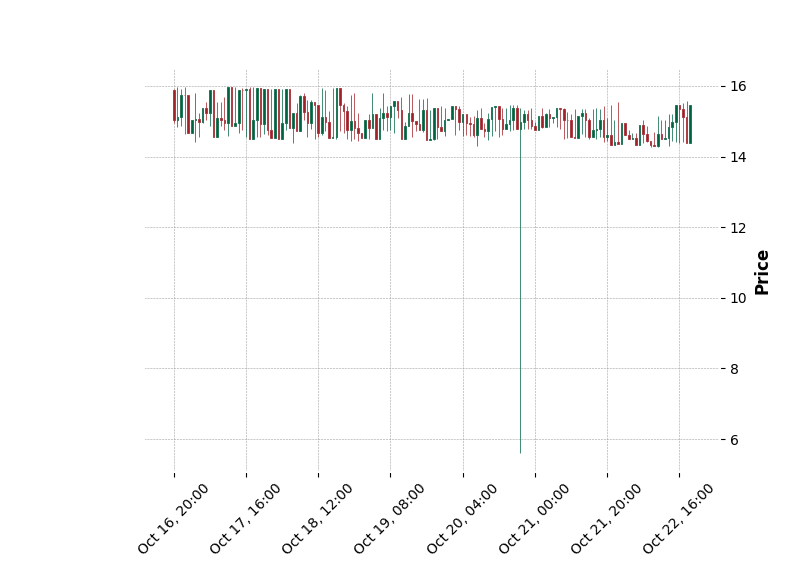 16
14
12
10
8
6
Price
Oct 16, 20:00
Oct 17, 16:00
Oct 18, 12:00
Oct 19, 08:00
Oct 20, 04:00
Oct 21, 00:00
Oct 21, 20:00
Oct 22, 16:00